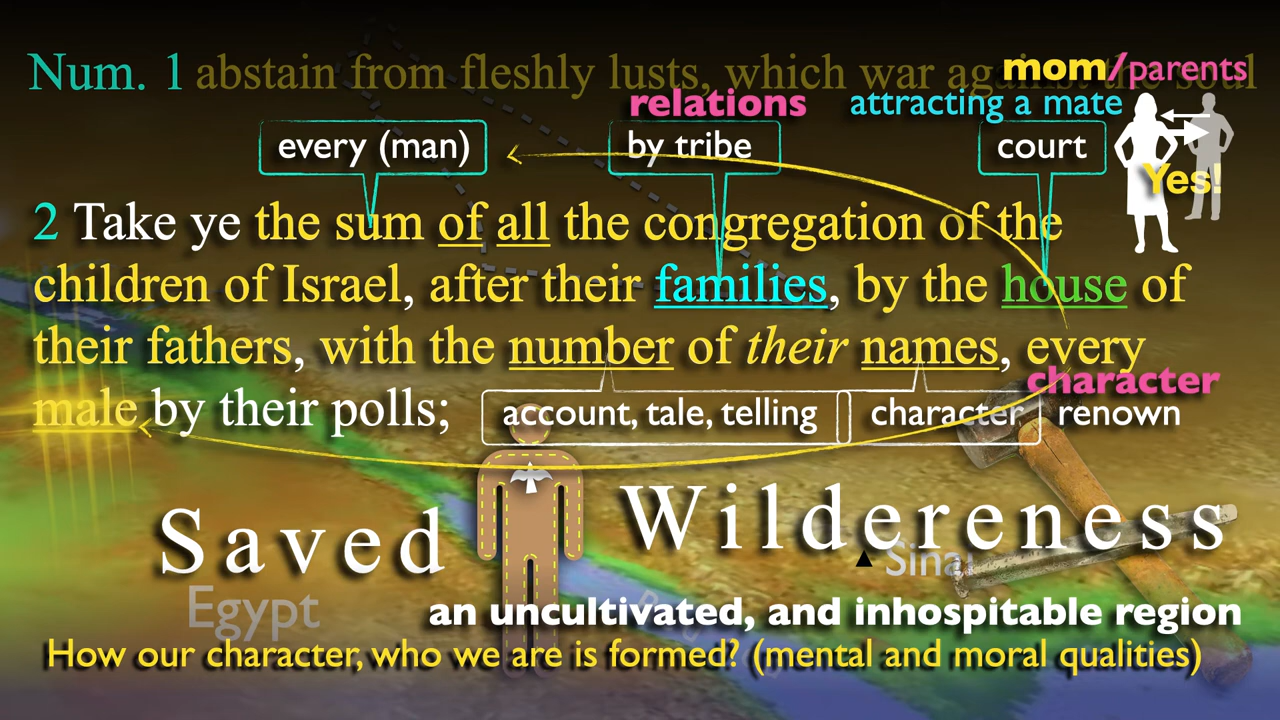 Num. 1 abstain from fleshly lusts, which war against the soul
mom/parents
relations attracting a mate
every (man) by tribe court
Yes!
2 Take ye the sum of all the congregation of the
children of Israel, after their families, by the house of
their fathers, with the number of their names, every
character
male by their polls; account, tale, telling character renown
Saved Wildereness
Sinai
Egypt
an uncultivated, and inhospitable region
How our character, who we are is formed? (mental and moral qualities)